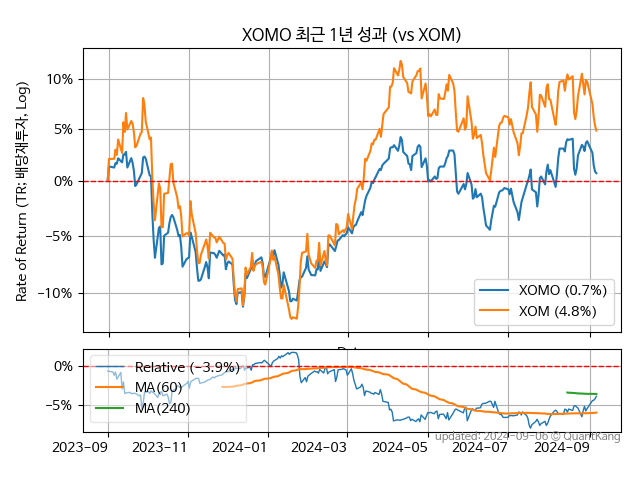 XOMO 최근 1년 성과 (vs XOM)
Rate of Return (TR: 배당재투자, Log)
10%
5%
0%
−5%
−10%
XOMO (0.7%)
XOM (4.8%)
0%
−5%
Relative (−3.9%)
MA(60)
MA(240)
2023-09
2023-11
2024-01
2024-03
2024-05
2024-07
2024-09
updated: 2024-09-06 © QuantKang